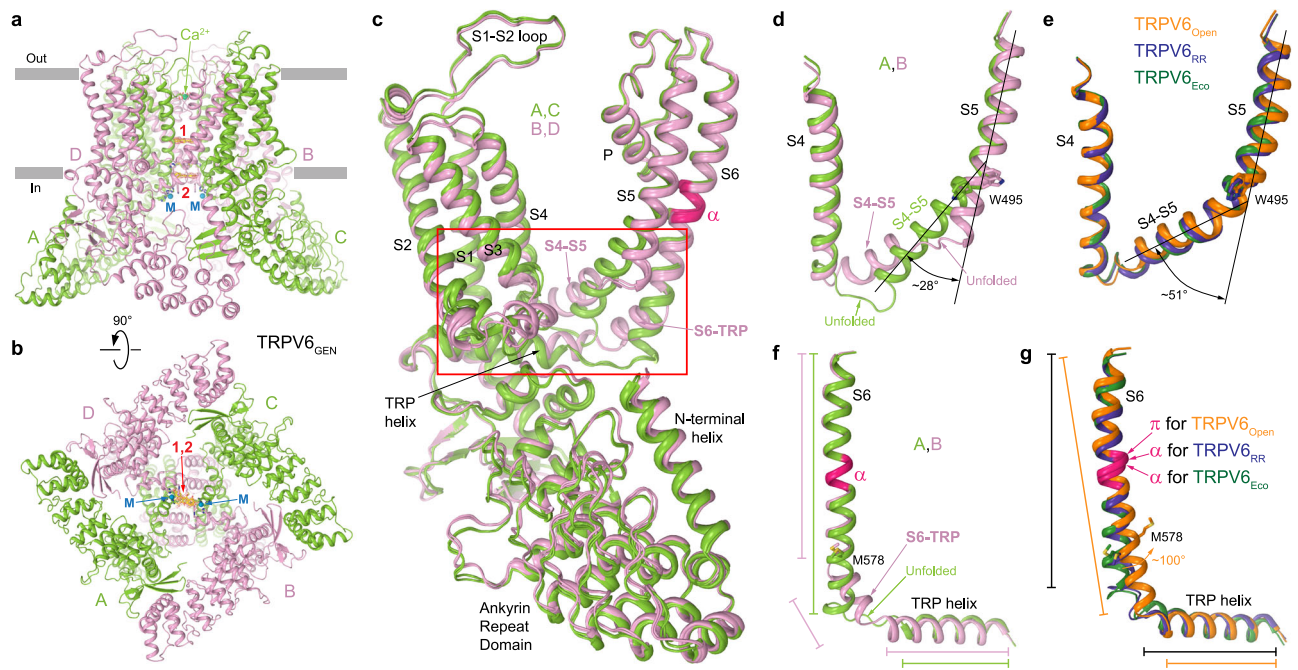 a
Ca²⁺
Out
1
D
B
In
2
M
M
A
C
b
90°
TRPV6GEN
D
C
1,2
M
M
A
B
c
S1-S2 loop
A,C
B,D
P
S6
S5
α
S4
S2
S3
S1
S4-S5
S6-TRP
TRP
helix
N-terminal
helix
Ankyrin
Repeat
Domain
d
A,B
S5
S4
W495
S4-S5
S4-S5
Unfolded
~28°
Unfolded
e
TRPV6Open
TRPV6RR
TRPV6Eco
S5
S4
W495
S4-S5
~51°
f
S6
A,B
α
S6-TRP
M578
Unfolded
TRP helix
g
S6
π for TRPV6Open
α for TRPV6RR
α for TRPV6Eco
M578
~100°
TRP helix